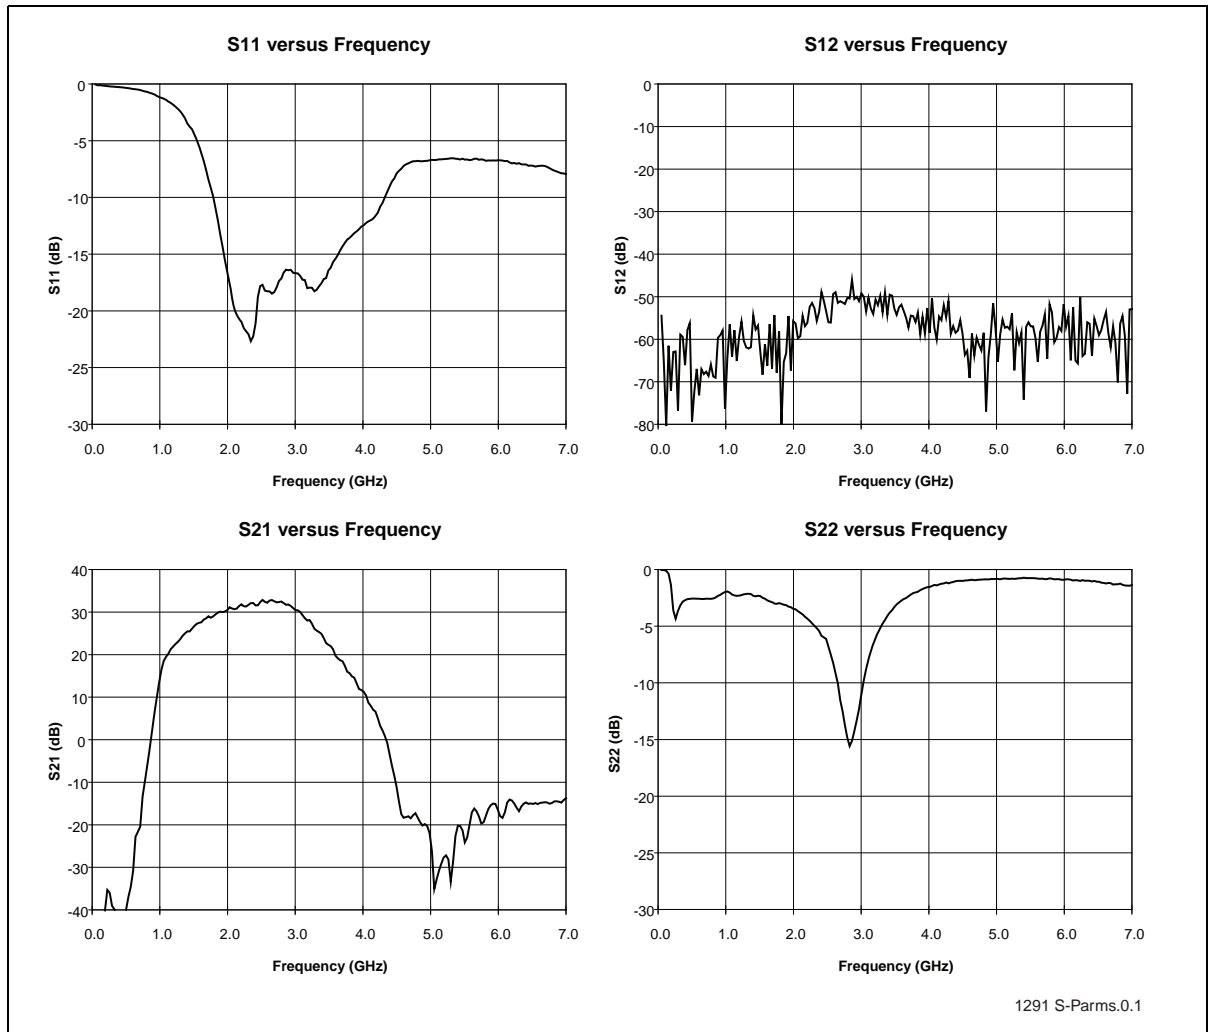 S11 versus Frequency
0
-5
-10
-15
-20
-25
-30
S11 (dB)
0.0 1.0 2.0 3.0 4.0 5.0 6.0 7.0
Frequency (GHz)
S12 versus Frequency
0
-10
-20
-30
-40
-50
-60
-70
-80
S12 (dB)
0.0 1.0 2.0 3.0 4.0 5.0 6.0 7.0
Frequency (GHz)
S21 versus Frequency
40
30
20
10
0
-10
-20
-30
-40
S21 (dB)
0.0 1.0 2.0 3.0 4.0 5.0 6.0 7.0
Frequency (GHz)
S22 versus Frequency
0
-5
-10
-15
-20
-25
-30
S22 (dB)
0.0 1.0 2.0 3.0 4.0 5.0 6.0 7.0
Frequency (GHz)
1291 S-Parms.0.1